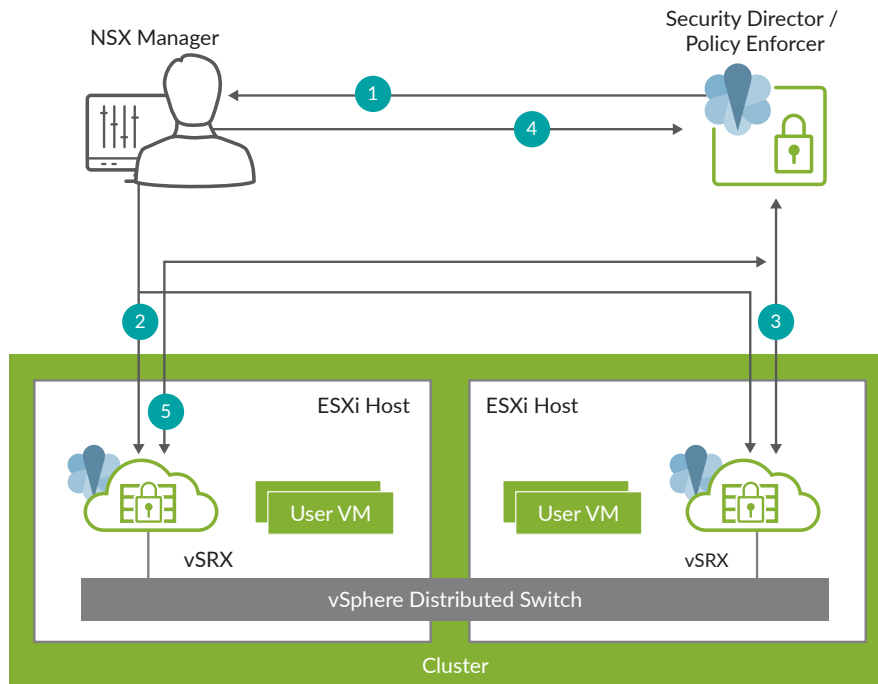 NSX Manager
Security Director /
Policy Enforcer
1
4
2
3
5
ESXi Host
ESXi Host
User VM
User VM
vSRX
vSRX
vSphere Distributed Switch
Cluster